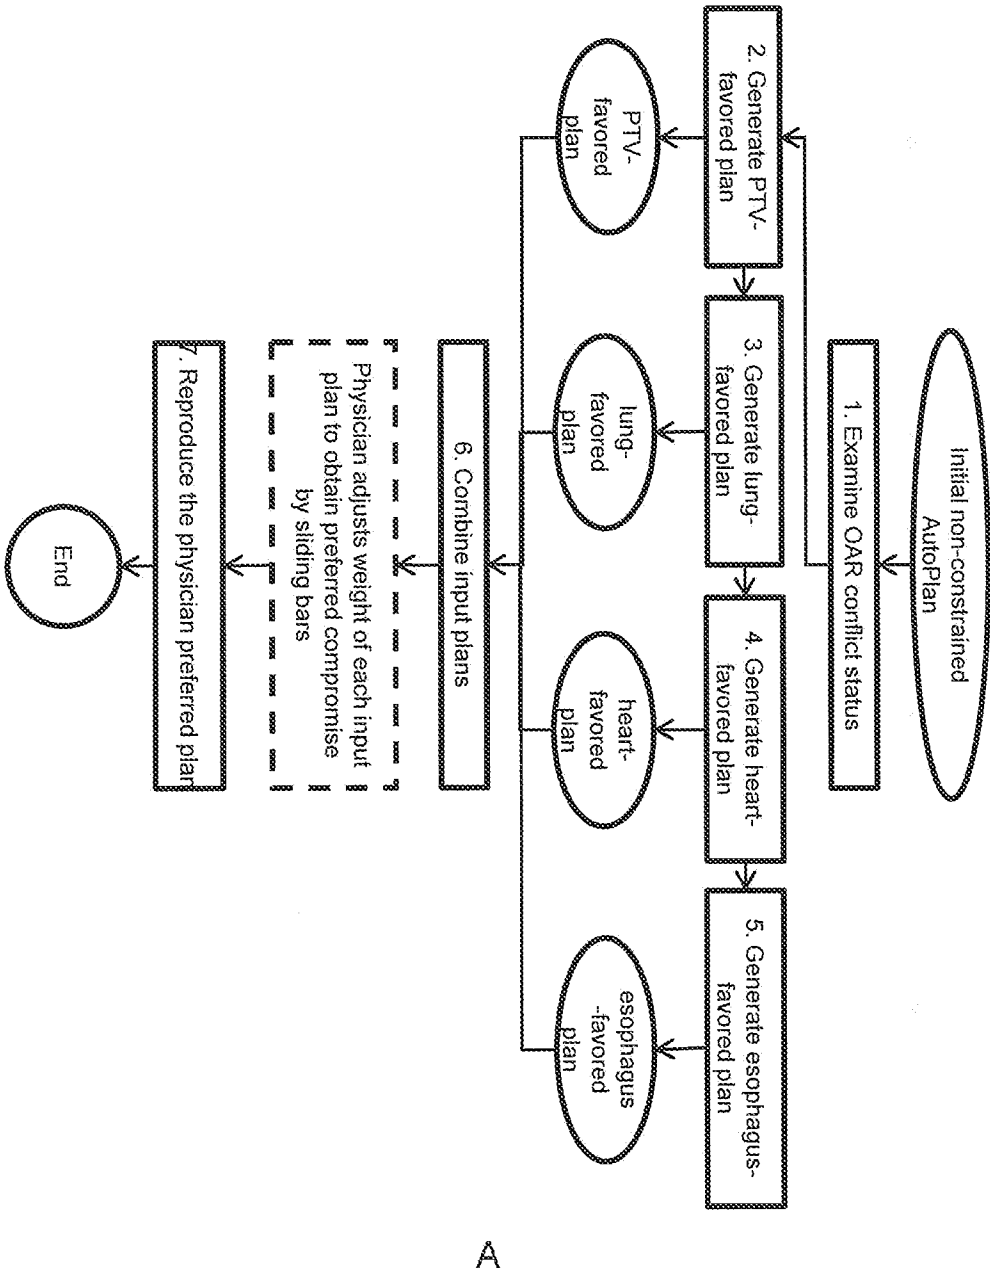 Initial non-constrained
AutoPlan
1. Examine OAR conflict status
2. Generate PTV-
favored plan
3. Generate lung-
favored plan
4. Generate heart-
favored plan
5. Generate esophagus-
favored plan
PTV-
favored
plan
lung-
favored
plan
heart-
favored
plan
esophagus
-favored
plan
6. Combine input plans
Physician adjusts weight of each input
plan to obtain preferred compromise
by sliding bars
7. Reproduce the physician preferred plan
End
A